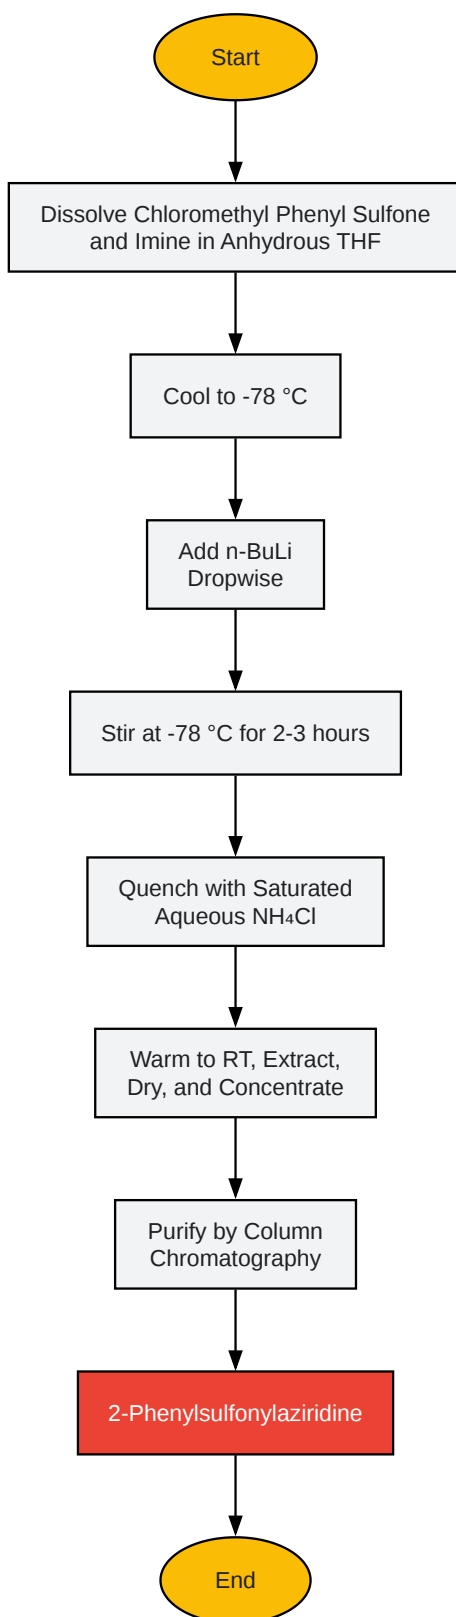 Start
Dissolve Chloromethyl Phenyl Sulfone
and Imine in Anhydrous THF
Cool to -78 °C
Add n-BuLi
Dropwise
Stir at -78 °C for 2-3 hours
Quench with Saturated
Aqueous NH₄Cl
Warm to RT, Extract,
Dry, and Concentrate
Purify by Column
Chromatography
2-Phenylsulfonylaziridine
End